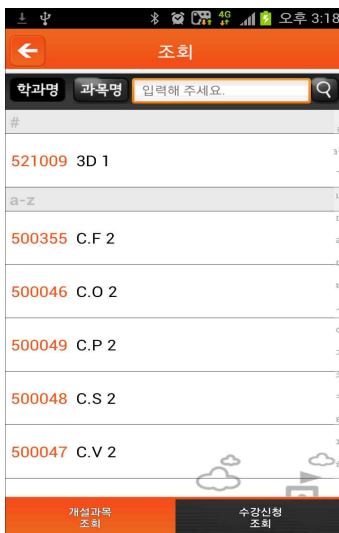 4G 오후 3:18
조회
학과명 과목명 입력해 주세요.
#
521009 3D 1
a-z
500355 C.F 2
500046 C.O 2
500049 C.P 2
500048 C.S 2
500047 C.V 2
개설과목 수강신청
조회 조회